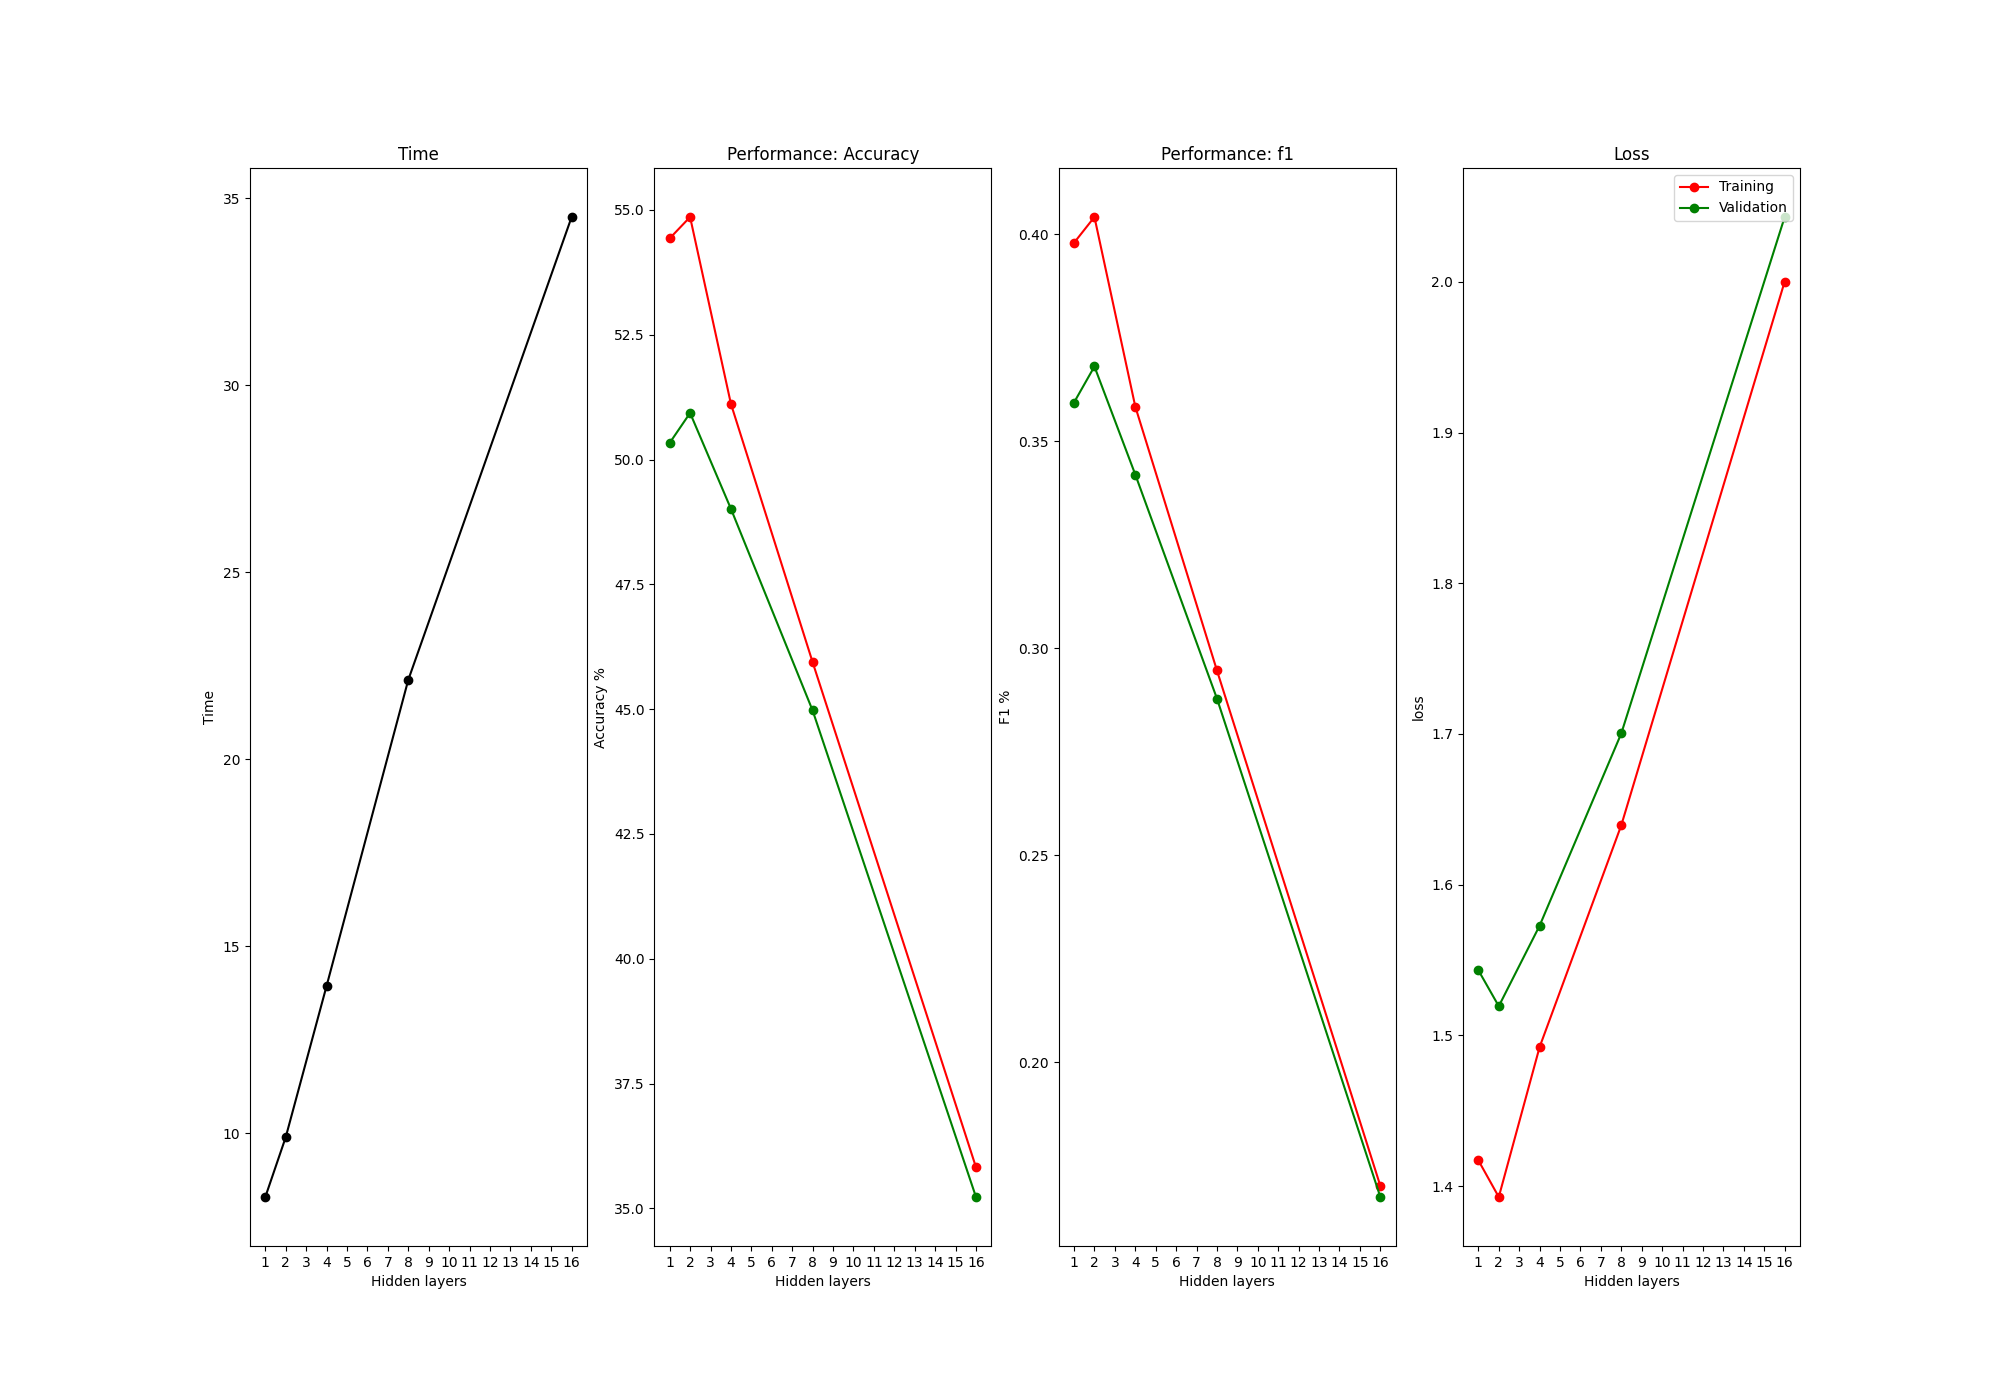 Time
35
30
25
20
15
10
Time
1 2 3 4 5 6 7 8 9 10 11 12 13 14 15 16
Hidden layers
Performance: Accuracy
55.0
52.5
50.0
47.5
45.0
42.5
40.0
37.5
35.0
Accuracy %
1 2 3 4 5 6 7 8 9 10 11 12 13 14 15 16
Hidden layers
Performance: f1
0.40
0.35
0.30
0.25
0.20
F1 %
1 2 3 4 5 6 7 8 9 10 11 12 13 14 15 16
Hidden layers
Loss
Training
Validation
2.0
1.9
1.8
1.7
1.6
1.5
1.4
loss
1 2 3 4 5 6 7 8 9 10 11 12 13 14 15 16
Hidden layers